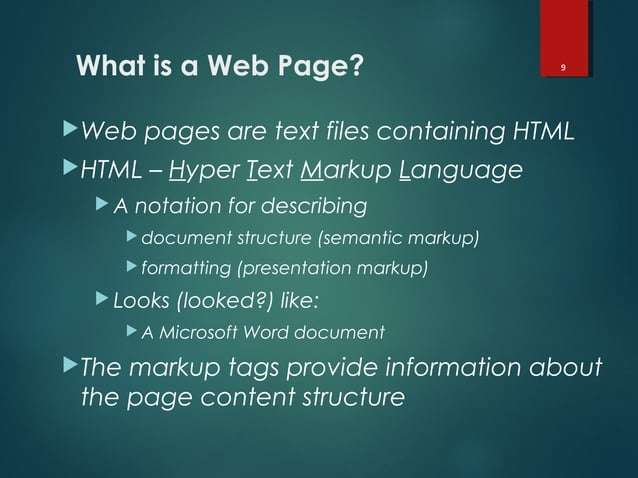 What is a Web Page?
9
Web pages are text files containing HTML
HTML – Hyper Text Markup Language
A notation for describing
document structure (semantic markup)
formatting (presentation markup)
Looks (looked?) like:
A Microsoft Word document
The markup tags provide information about
the page content structure